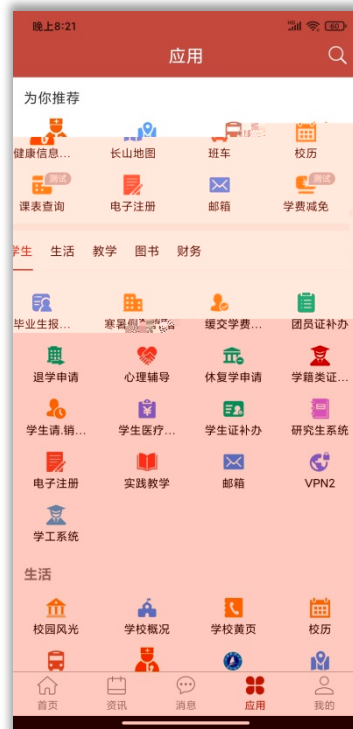 晚上8:21 60
应用
为你推荐
健康信息… 长山地图 班车 校历
测试 测试
课表查询 电子注册 邮箱 学费减免
学生 生活 教学 图书 财务
毕业生报… 寒暑假 缓交学费… 团员证补办
退学申请 心理辅导 休复学申请 学籍类证…
学生请.销… 学生医疗… 学生证补办 研究生系统
电子注册 实践教学 邮箱 VPN2
学工系统
生活
校园风光 学校概况 学校黄页 校历
首页 资讯 消息 应用 我的